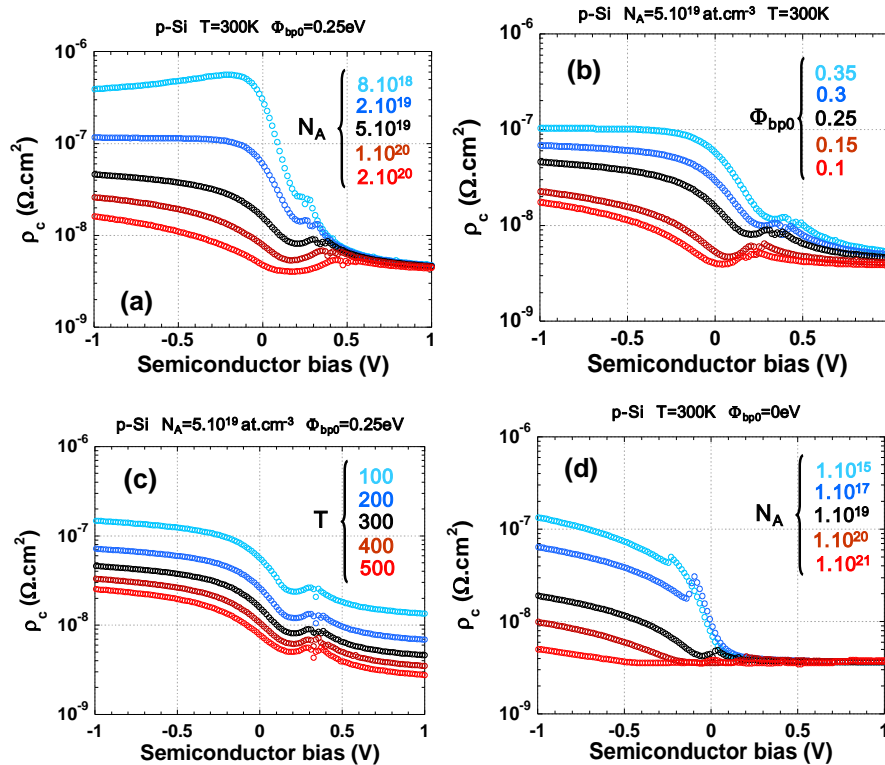 p-Si T=300K Φbp0=0.25eV
10⁻⁶
10⁻⁷
10⁻⁸
10⁻⁹
ρc (Ω.cm²)
NA
8.10¹⁸
2.10¹⁹
5.10¹⁹
1.10²⁰
2.10²⁰
(a)
-1 -0.5 0 0.5 1
Semiconductor bias (V)
p-Si NA=5.10¹⁹ at.cm⁻³ T=300K
10⁻⁶
10⁻⁷
10⁻⁸
10⁻⁹
ρc (Ω.cm²)
(b)
Φbp0
0.35
0.3
0.25
0.15
0.1
-1 -0.5 0 0.5 1
Semiconductor bias (V)
p-Si NA=5.10¹⁹at.cm⁻³ Φbp0=0.25eV
10⁻⁶
10⁻⁷
10⁻⁸
10⁻⁹
ρc (Ω.cm²)
(c)
T
100
200
300
400
500
-1 -0.5 0 0.5 1
Semiconductor bias (V)
p-Si T=300K Φbp0=0eV
10⁻⁶
10⁻⁷
10⁻⁸
10⁻⁹
ρc (Ω.cm²)
(d)
NA
1.10¹⁵
1.10¹⁷
1.10¹⁹
1.10²⁰
1.10²¹
-1 -0.5 0 0.5 1
Semiconductor bias (V)